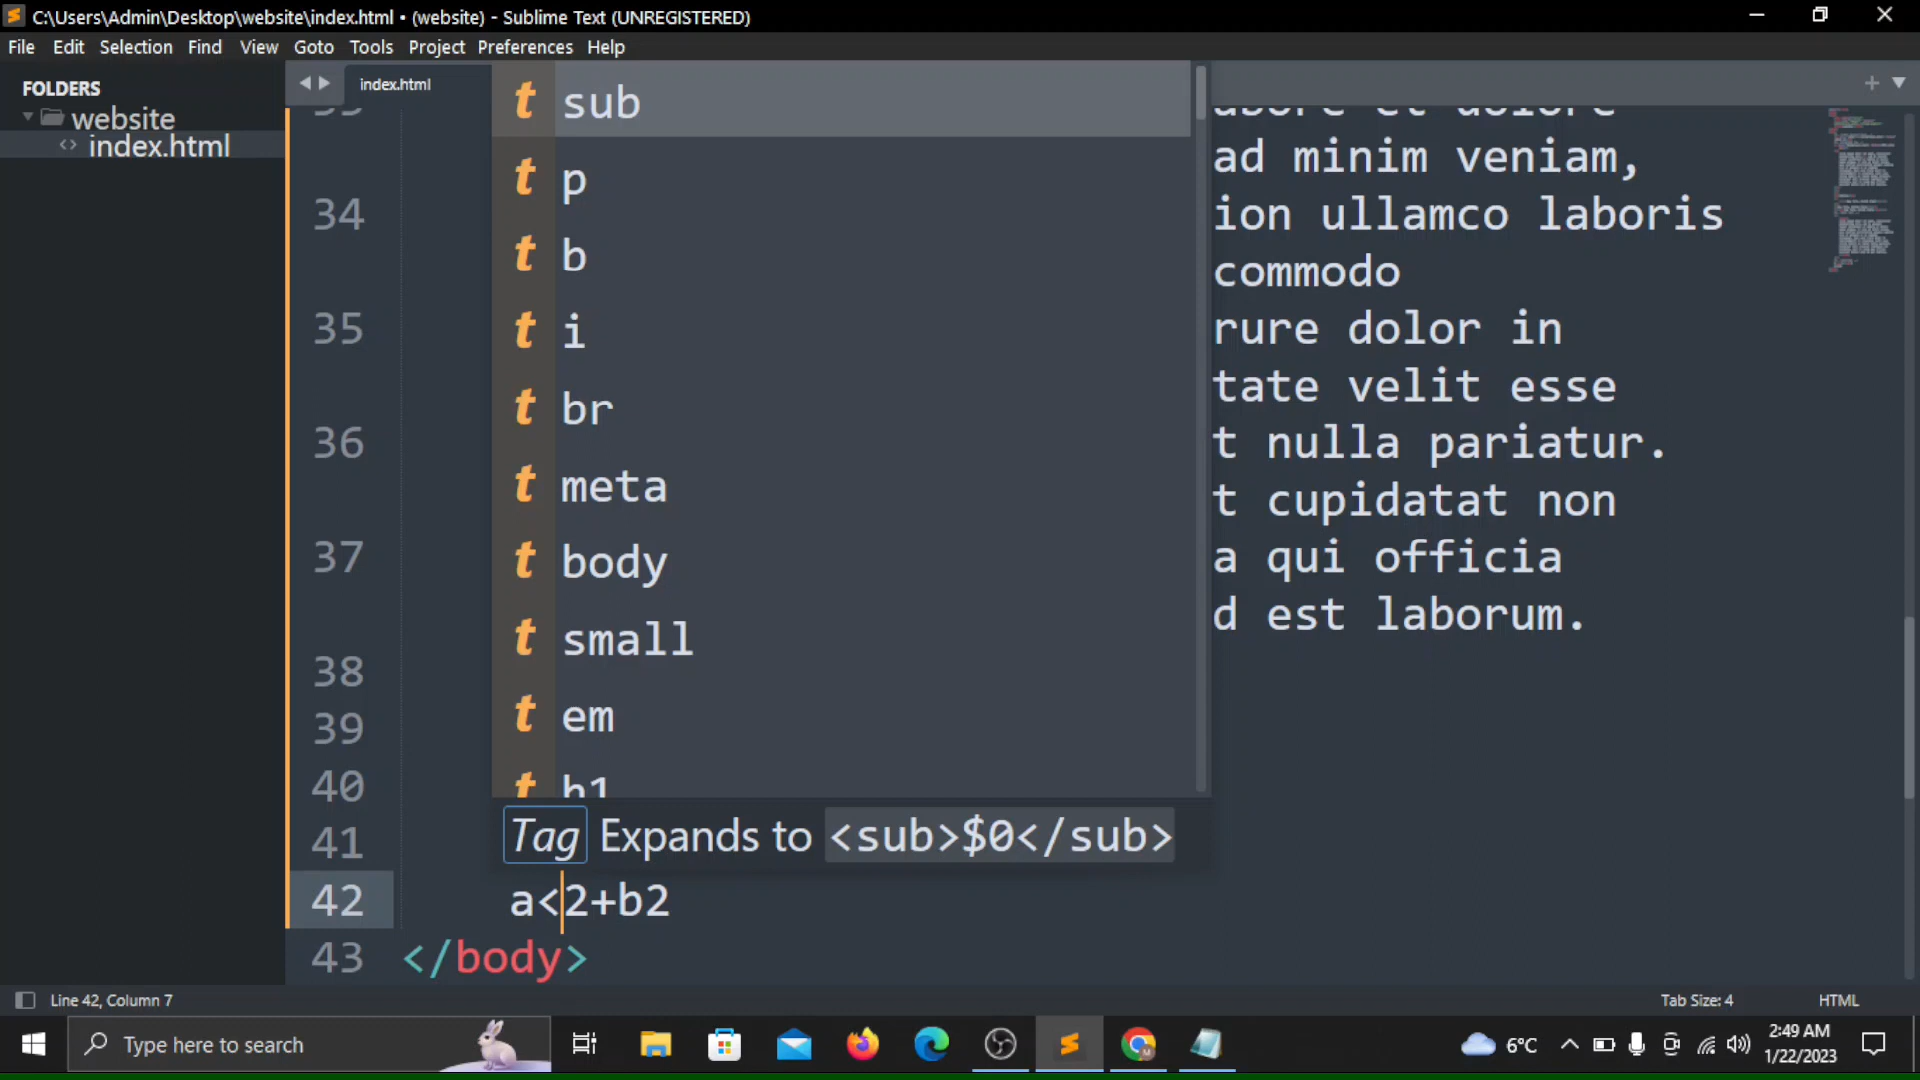 C:\Users\Admin\Desktop\website\index.html • (website) - Sublime Text (UNREGISTERED)
File Edit Selection Find View Goto Tools Project Preferences Help
FOLDERS
website
index.html
index.html
sub
p
b
i
br
meta
body
small
em
h1
Tag Expands to <sub>$0</sub>
abore et dolore
ad minim veniam,
34 ion ullamco laboris
commodo
35 rure dolor in
tate velit esse
36 t nulla pariatur.
t cupidatat non
37 a qui officia
d est laborum.
38
39
40
41
42 a<2+b2
43 </body>
Line 42, Column 7 Tab Size: 4 HTML
Type here to search
6°C
2:49 AM
1/22/2023